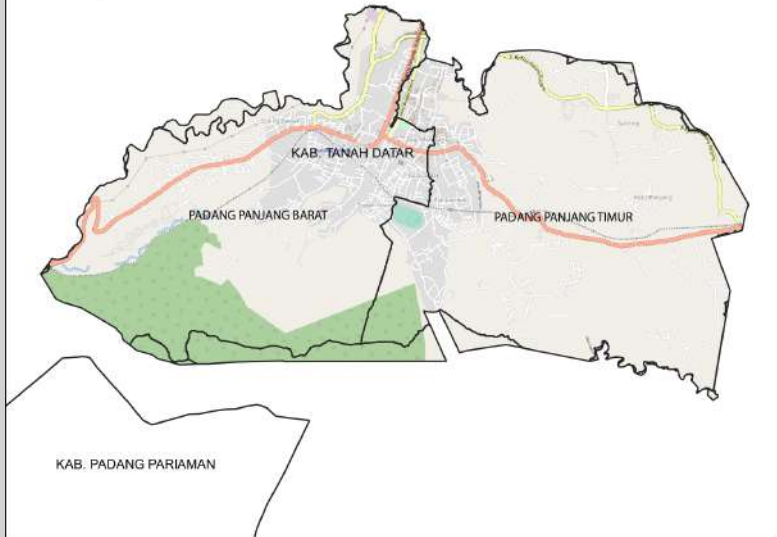 KAB. TANAH DATAR
PADANG PANJANG BARAT
PADANG PANJANG TIMUR
KAB. PADANG PARIAMAN